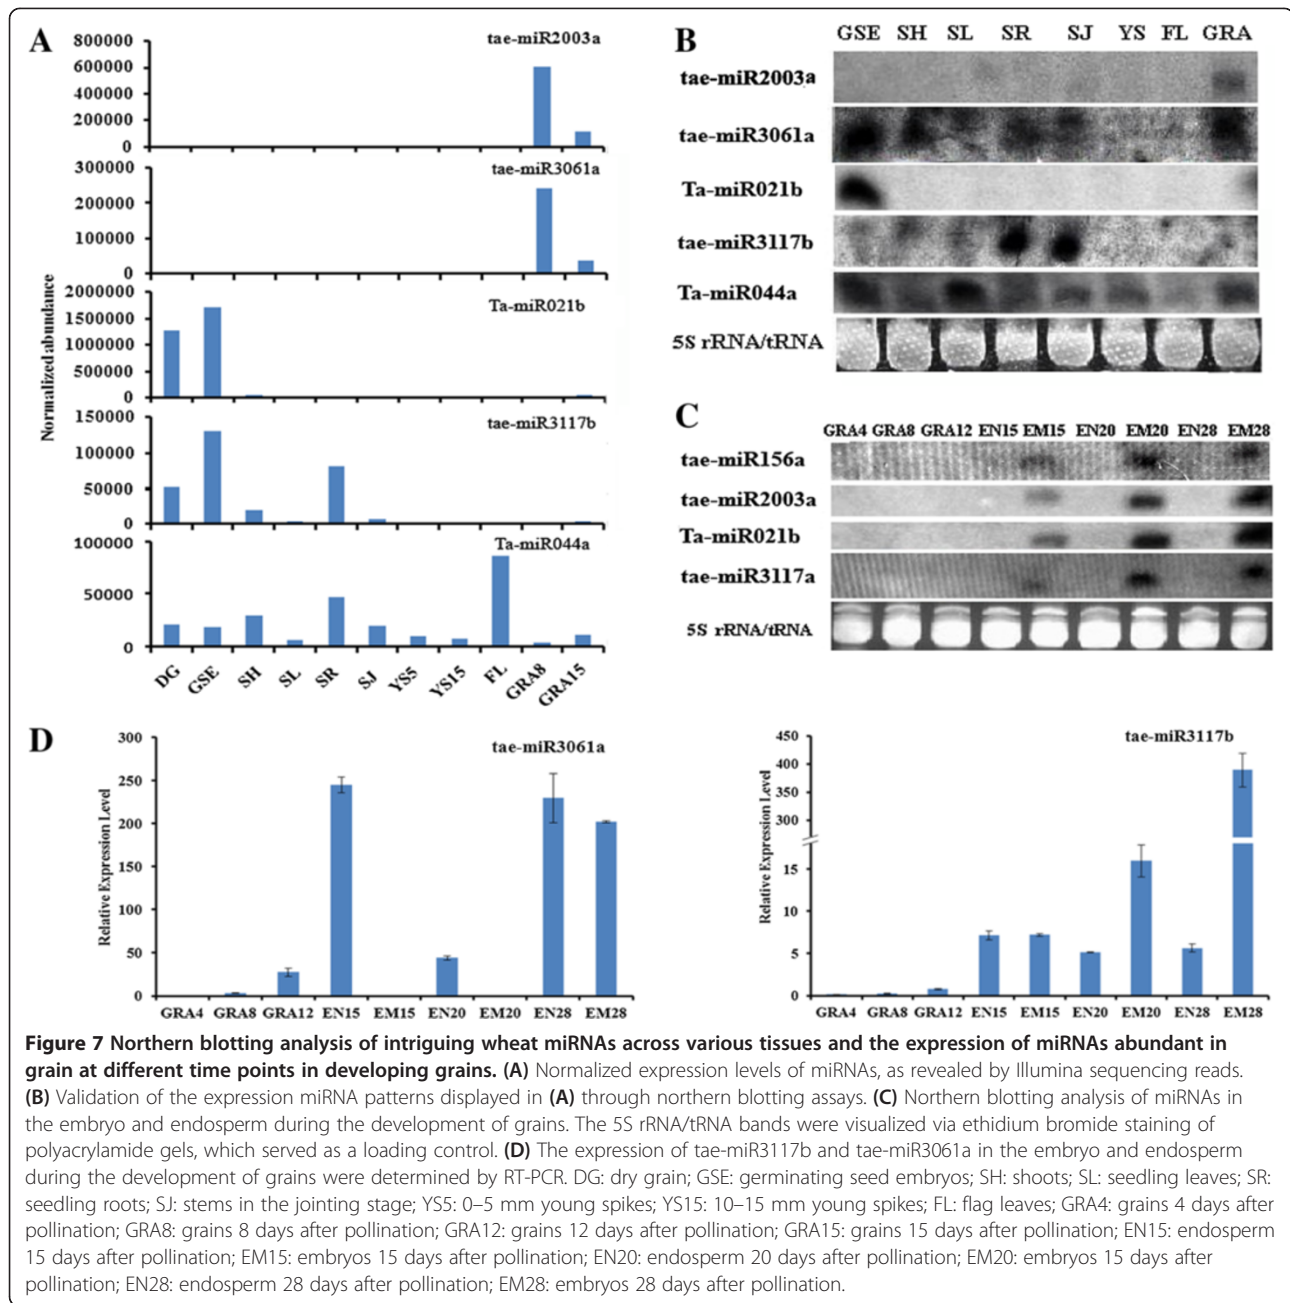 A
Normalized abundance
tae-miR2003a
800000
600000
400000
200000
0
tae-miR3061a
300000
200000
100000
0
Ta-miR021b
2000000
1500000
1000000
500000
0
tae-miR3117b
150000
100000
50000
0
Ta-miR044a
100000
50000
0
DG GSE SH SL SR SJ YS5 YS15 FL GRA8 GRA15
B
GSE SH SL SR SJ YS FL GRA
tae-miR2003a
tae-miR3061a
Ta-miR021b
tae-miR3117b
Ta-miR044a
5S rRNA/tRNA
C
GRA4 GRA8 GRA12 EN15 EM15 EN20 EM20 EN28 EM28
tae-miR156a
tae-miR2003a
Ta-miR021b
tae-miR3117a
5S rRNA/tRNA
D
tae-miR3061a
Relative Expression Level
300
250
200
150
100
50
0
GRA4 GRA8 GRA12 EN15 EM15 EN20 EM20 EN28 EM28
tae-miR3117b
Relative Expression Level
450
400
350
300
15
10
5
0
GRA4 GRA8 GRA12 EN15 EM15 EN20 EM20 EN28 EM28
Figure 7 Northern blotting analysis of intriguing wheat miRNAs across various tissues and the expression of miRNAs abundant in
grain at different time points in developing grains. (A) Normalized expression levels of miRNAs, as revealed by Illumina sequencing reads.
(B) Validation of the expression miRNA patterns displayed in (A) through northern blotting assays. (C) Northern blotting analysis of miRNAs in
the embryo and endosperm during the development of grains. The 5S rRNA/tRNA bands were visualized via ethidium bromide staining of
polyacrylamide gels, which served as a loading control. (D) The expression of tae-miR3117b and tae-miR3061a in the embryo and endosperm
during the development of grains were determined by RT-PCR. DG: dry grain; GSE: germinating seed embryos; SH: shoots; SL: seedling leaves; SR:
seedling roots; SJ: stems in the jointing stage; YS5: 0–5 mm young spikes; YS15: 10–15 mm young spikes; FL: flag leaves; GRA4: grains 4 days after
pollination; GRA8: grains 8 days after pollination; GRA12: grains 12 days after pollination; GRA15: grains 15 days after pollination; EN15: endosperm
15 days after pollination; EM15: embryos 15 days after pollination; EN20: endosperm 20 days after pollination; EM20: embryos 15 days after
pollination; EN28: endosperm 28 days after pollination; EM28: embryos 28 days after pollination.